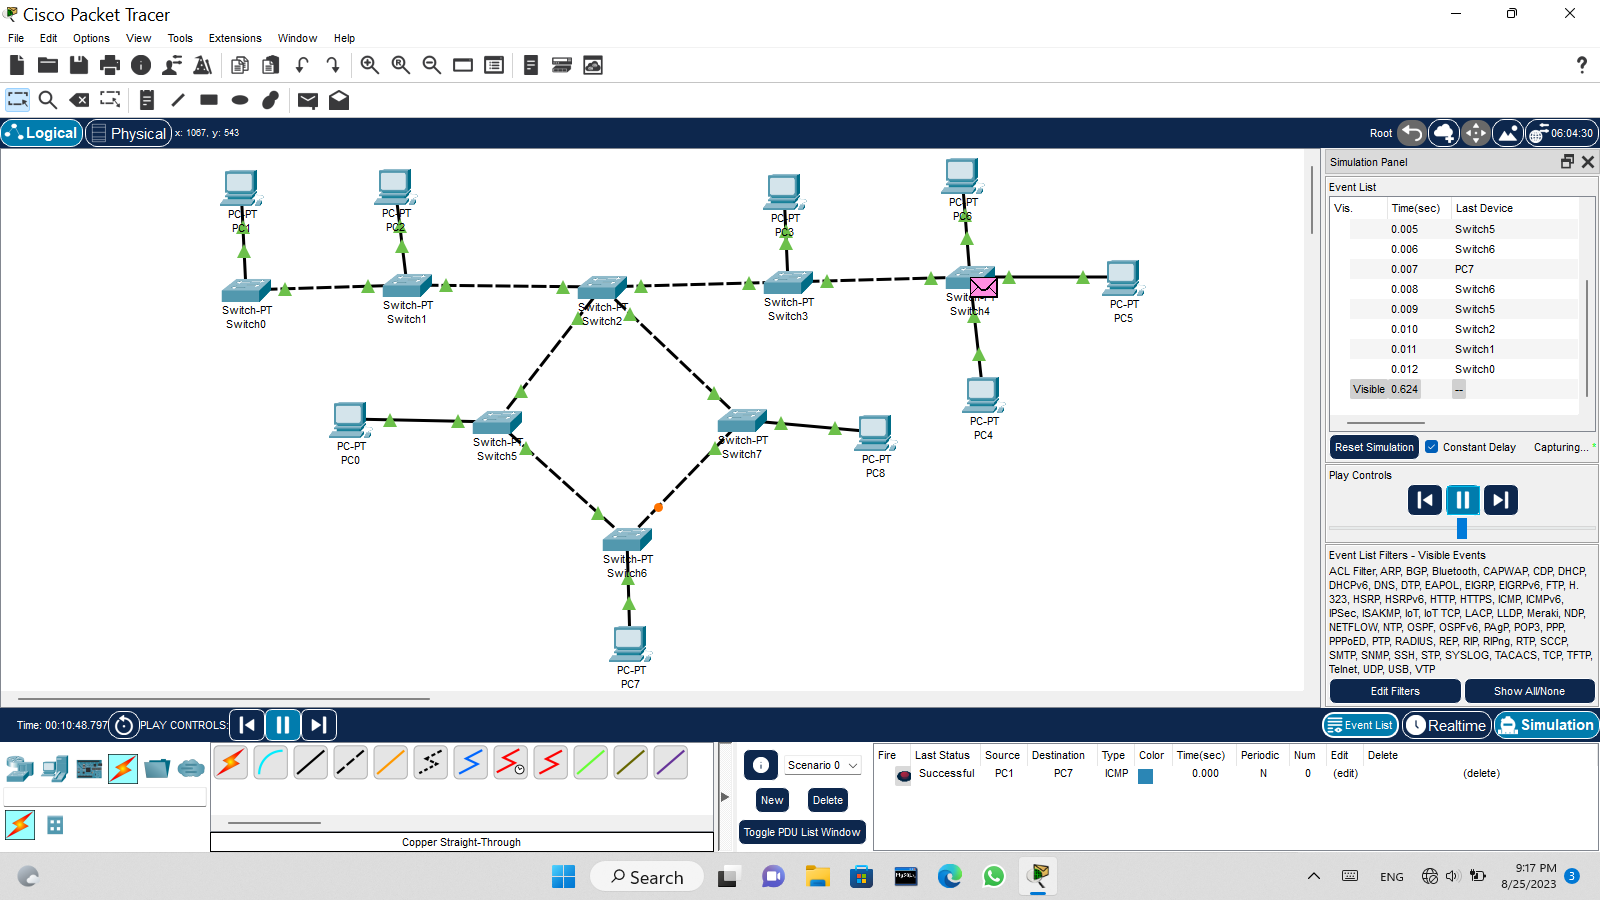 Cisco Packet Tracer
File Edit Options View Tools Extensions Window Help
Logical Physical x: 1067, y: 543 Root 06:04:30
PC-PT
PC1
PC-PT
PC2
PC-PT
PC3
PC-PT
PC6
PC-PT
PC5
Switch-PT
Switch0
Switch-PT
Switch1
Switch-PT
Switch2
Switch-PT
Switch3
Switch-PT
Switch4
PC-PT
PC4
PC-PT
PC0
Switch-PT
Switch5
Switch-PT
Switch7
PC-PT
PC8
Switch-PT
Switch6
PC-PT
PC7
Simulation Panel
Event List
Vis. Time(sec) Last Device
0.005 Switch5
0.006 Switch6
0.007 PC7
0.008 Switch6
0.009 Switch5
0.010 Switch2
0.011 Switch1
0.012 Switch0
Visible 0.624 --
Reset Simulation Constant Delay Capturing... *
Play Controls
Event List Filters - Visible Events
ACL Filter, ARP, BGP, Bluetooth, CAPWAP, CDP, DHCP,
DHCPv6, DNS, DTP, EAPOL, EIGRP, EIGRPv6, FTP, H.
323, HSRP, HSRPv6, HTTP, HTTPS, ICMP, ICMPv6,
IPSec, ISAKMP, IoT, IoT TCP, LACP, LLDP, Meraki, NDP,
NETFLOW, NTP, OSPF, OSPFv6, PAgP, POP3, PPP,
PPPoED, PTP, RADIUS, REP, RIP, RIPng, RTP, SCCP,
SMTP, SNMP, SSH, STP, SYSLOG, TACACS, TCP, TFTP,
Telnet, UDP, USB, VTP
Edit Filters Show All/None
Time: 00:10:48.797 PLAY CONTROLS: Event List Realtime Simulation
Copper Straight-Through
Scenario 0
New Delete
Toggle PDU List Window
Fire Last Status Source Destination Type Color Time(sec) Periodic Num Edit Delete
Successful PC1 PC7 ICMP 0.000 N 0 (edit) (delete)
Search
MySQL
ENG
9:17 PM
8/25/2023
3